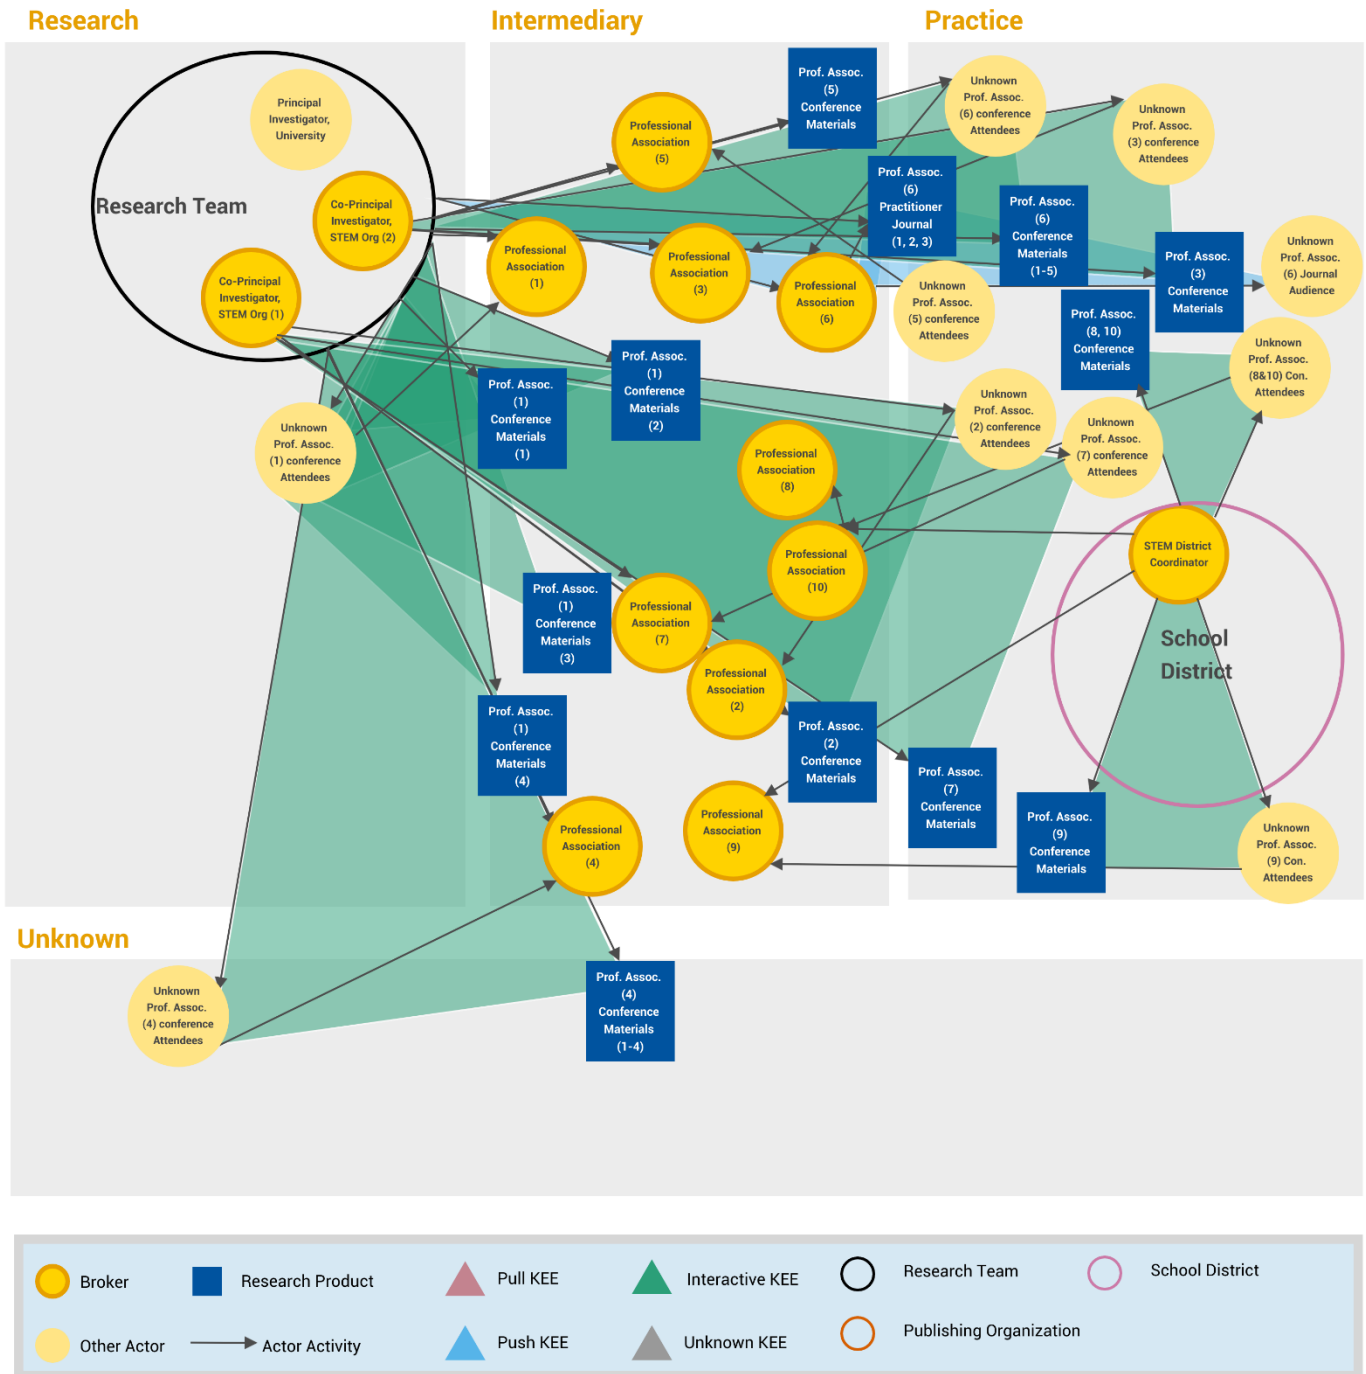 Research
Intermediary
Practice
Principal
Investigator,
University
Co-Principal
Investigator,
STEM Org (2)
Research Team
Co-Principal
Investigator,
STEM Org (1)
Unknown
Prof. Assoc.
(1) conference
Attendees
Professional
Association
(5)
Prof. Assoc.
(5)
Conference
Materials
Professional
Association
(1)
Professional
Association
(3)
Professional
Association
(6)
Prof. Assoc.
(6)
Practitioner
Journal
(1, 2, 3)
Unknown
Prof. Assoc.
(6) conference
Attendees
Unknown
Prof. Assoc.
(3) conference
Attendees
Prof. Assoc.
(6)
Conference
Materials
(1-5)
Prof. Assoc.
(3)
Conference
Materials
Unknown
Prof. Assoc.
(6) Journal
Audience
Unknown
Prof. Assoc.
(5) conference
Attendees
Prof. Assoc.
(8, 10)
Conference
Materials
Unknown
Prof. Assoc.
(8&10) Con.
Attendees
Prof. Assoc.
(1)
Conference
Materials
(2)
Prof. Assoc.
(1)
Conference
Materials
(1)
Unknown
Prof. Assoc.
(2) conference
Attendees
Unknown
Prof. Assoc.
(7) conference
Attendees
Professional
Association
(8)
Professional
Association
(10)
STEM District
Coordinator
School
District
Prof. Assoc.
(1)
Conference
Materials
(3)
Professional
Association
(7)
Professional
Association
(2)
Prof. Assoc.
(1)
Conference
Materials
(4)
Prof. Assoc.
(2)
Conference
Materials
Prof. Assoc.
(7)
Conference
Materials
Professional
Association
(4)
Professional
Association
(9)
Prof. Assoc.
(9)
Conference
Materials
Unknown
Prof. Assoc.
(9) Con.
Attendees
Unknown
Unknown
Prof. Assoc.
(4) conference
Attendees
Prof. Assoc.
(4)
Conference
Materials
(1-4)
Broker
Research Product
Pull KEE
Interactive KEE
Research Team
School District
Other Actor
Actor Activity
Push KEE
Unknown KEE
Publishing Organization